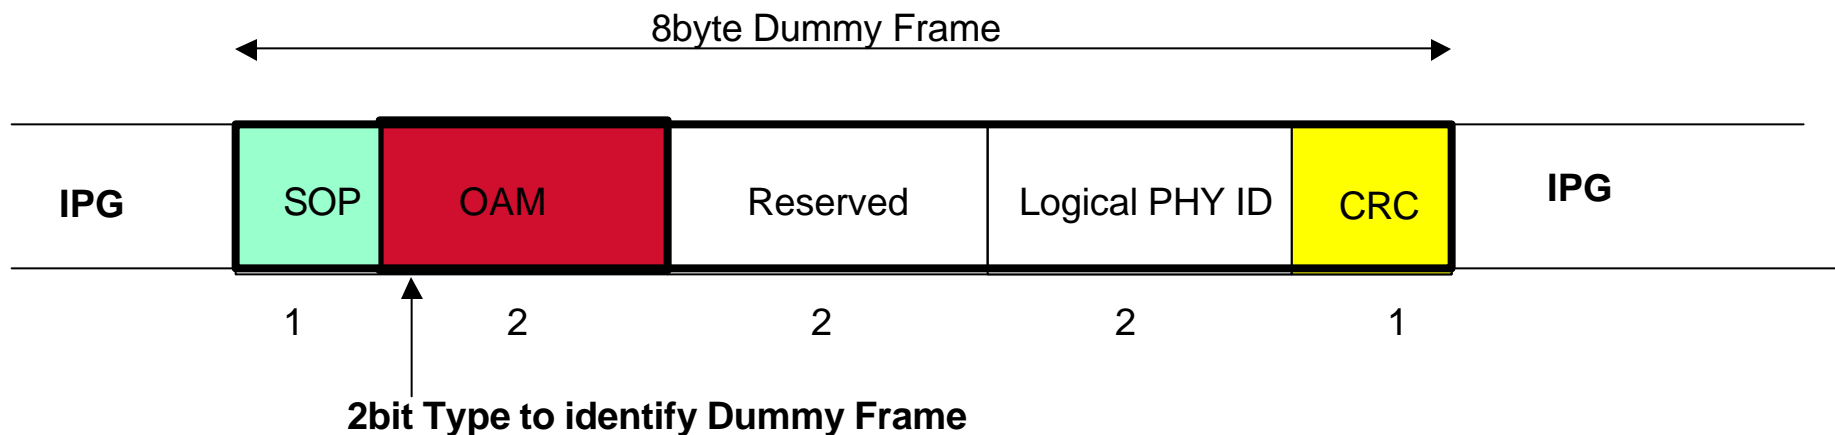 8byte Dummy Frame
IPG SOP OAM Reserved Logical PHY ID CRC IPG
1 2 2 2 1
2bit Type to identify Dummy Frame